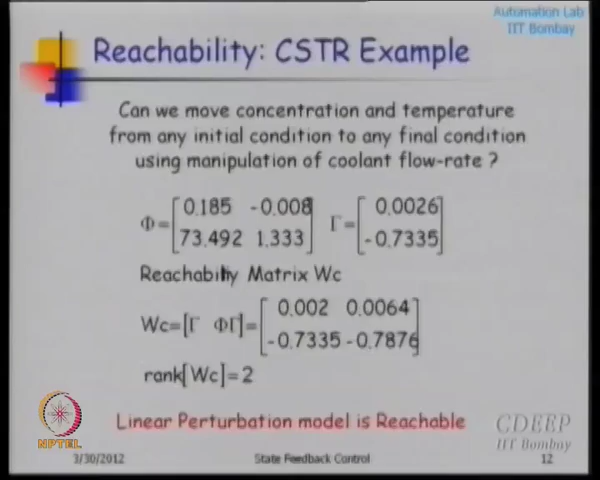 Automation Lab
IIT Bombay
Reachability: CSTR Example
Can we move concentration and temperature
from any initial condition to any final condition
using manipulation of coolant flow-rate ?
Φ=[0.185 -0.008; 73.492 1.333] Γ=[0.0026; -0.7335]
Reachability Matrix Wc
Wc=[Γ ΦΓ]=[0.002 0.0064; -0.7335 -0.7876]
rank[Wc]=2
Linear Perturbation model is Reachable
NPTEL
CDEEP
IIT Bombay
3/30/2012 State Feedback Control 12